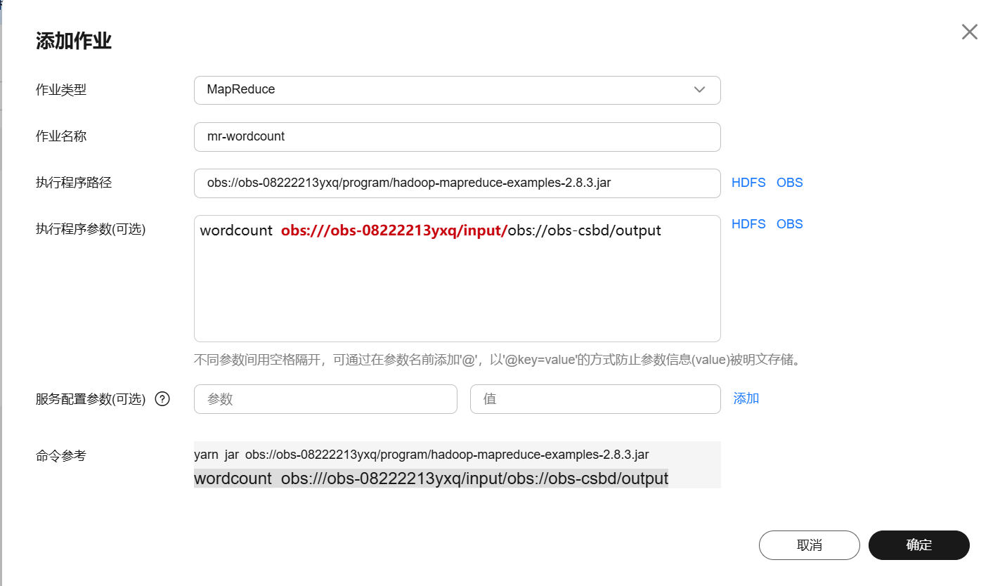 添加作业
作业类型 MapReduce
作业名称 mr-wordcount
执行程序路径 obs://obs-08222213yxq/program/hadoop-mapreduce-examples-2.8.3.jar HDFS OBS
执行程序参数(可选) wordcount obs:///obs-08222213yxq/input/obs://obs-csbd/output HDFS OBS
不同参数间用空格隔开，可通过在参数名前添加'@'，以'@key=value'的方式防止参数信息(value)被明文存储。
服务配置参数(可选) ? 参数 值 添加
命令参考 yarn jar obs://obs-08222213yxq/program/hadoop-mapreduce-examples-2.8.3.jar
wordcount obs:///obs-08222213yxq/input/obs://obs-csbd/output
取消 确定